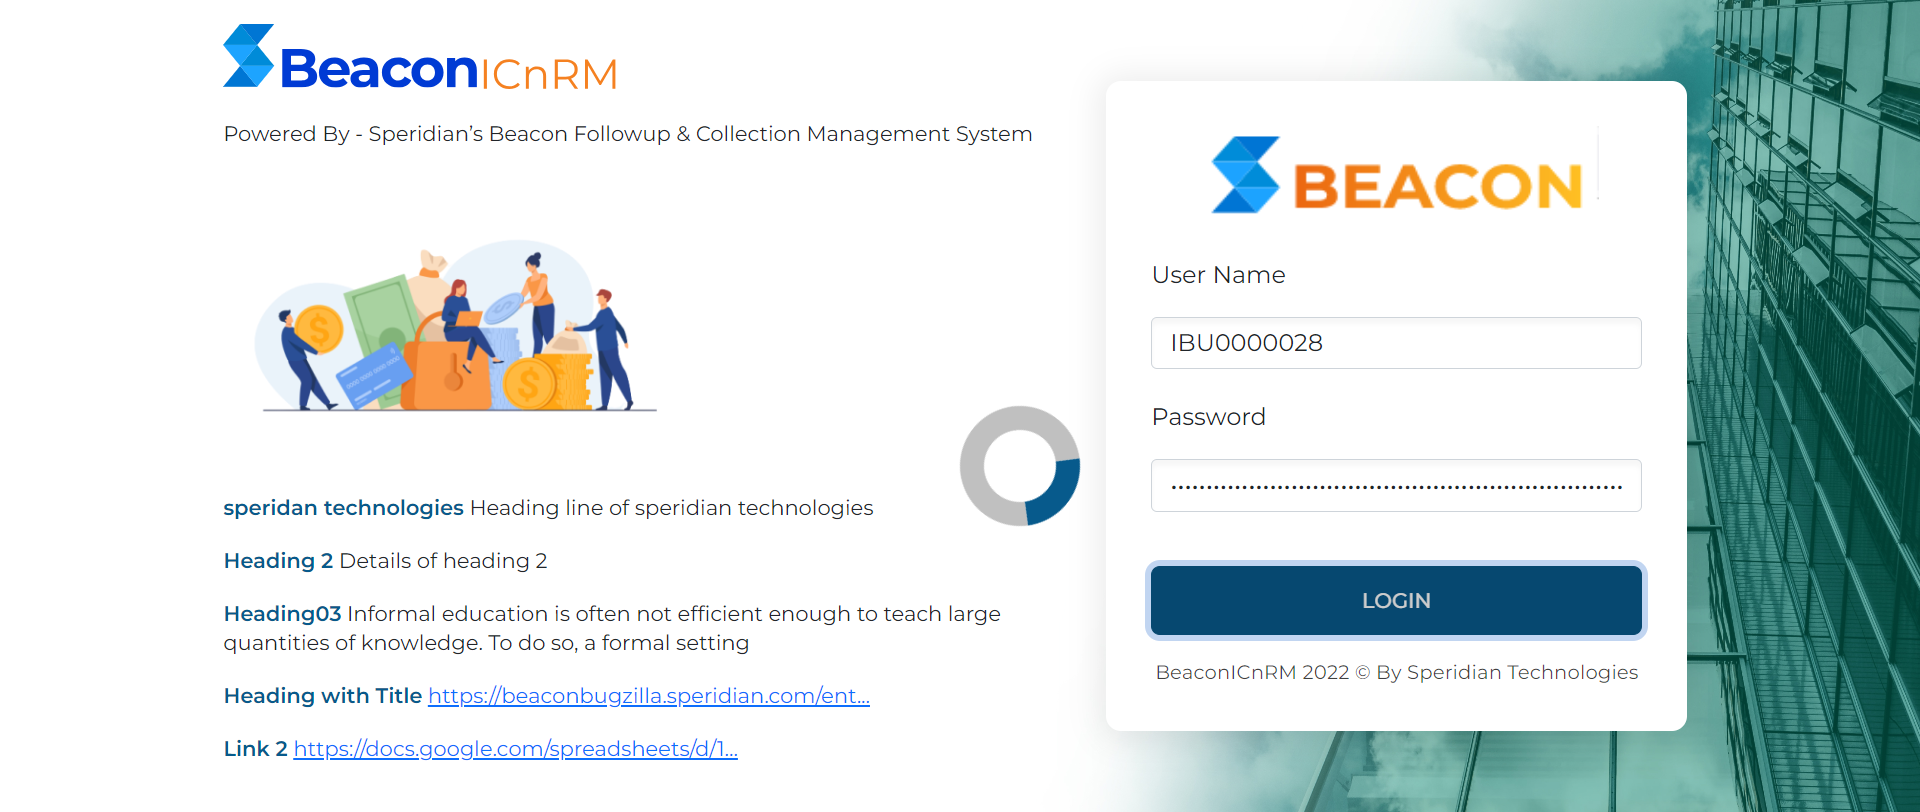 BeaconICnRM
Powered By - Speridian’s Beacon Followup & Collection Management System
speridan technologies Heading line of speridian technologies
Heading 2 Details of heading 2
Heading03 Informal education is often not efficient enough to teach large
quantities of knowledge. To do so, a formal setting
Heading with Title https://beaconbugzilla.speridian.com/ent...
Link 2 https://docs.google.com/spreadsheets/d/1...
BEACON
User Name
IBU0000028
Password
LOGIN
BeaconICnRM 2022 © By Speridian Technologies